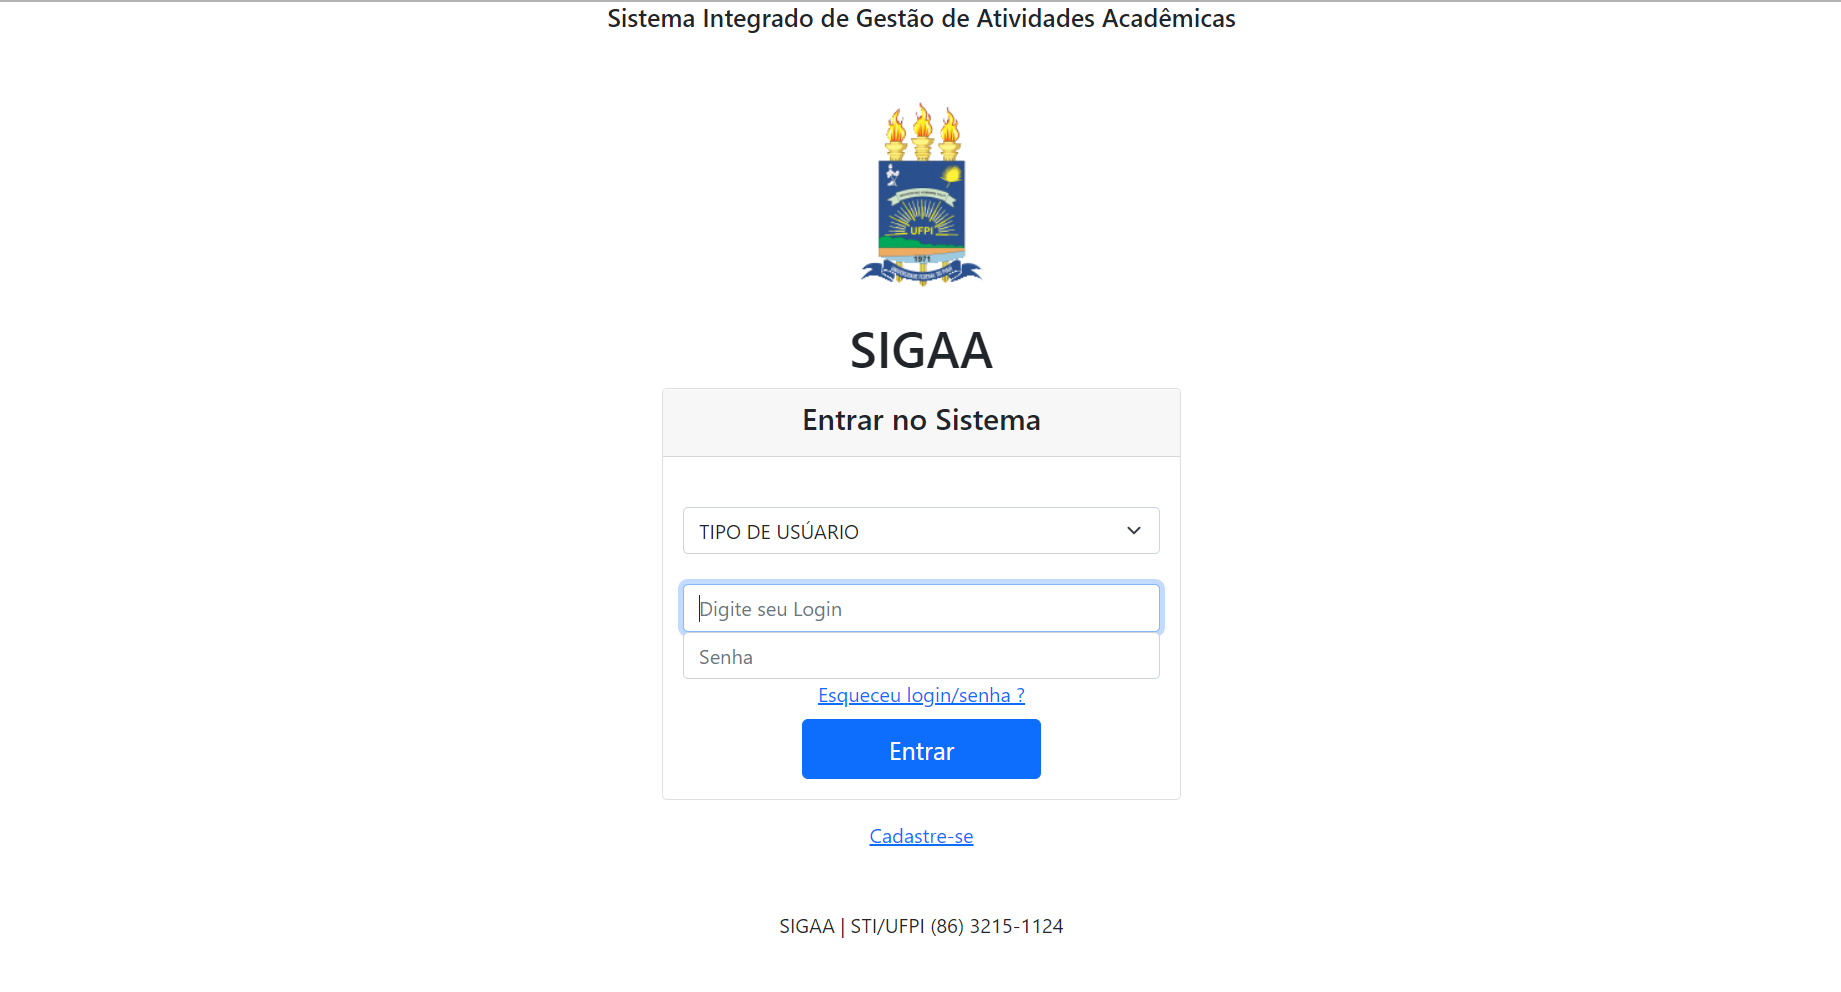 Sistema Integrado de Gestão de Atividades Acadêmicas
UFPI
1971
SIGAA
Entrar no Sistema
TIPO DE USÚARIO
Digite seu Login
Senha
Esqueceu login/senha ?
Entrar
Cadastre-se
SIGAA | STI/UFPI (86) 3215-1124